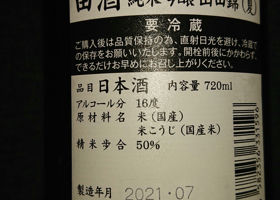 田酒 純米吟醸 山田錦 (夏)
要冷蔵
ご購入後は品質保持の為、直射日光を避け、冷蔵で
の保存をお願いいたします。開栓前後にかかわらず、
できるだけお早めにお召し上がりください。
品目 日本酒 内容量 720ml
アルコール分 16度
原材料名 米(国産)
米こうじ(国産米)
精米歩合 50%
製造年月 2021・07